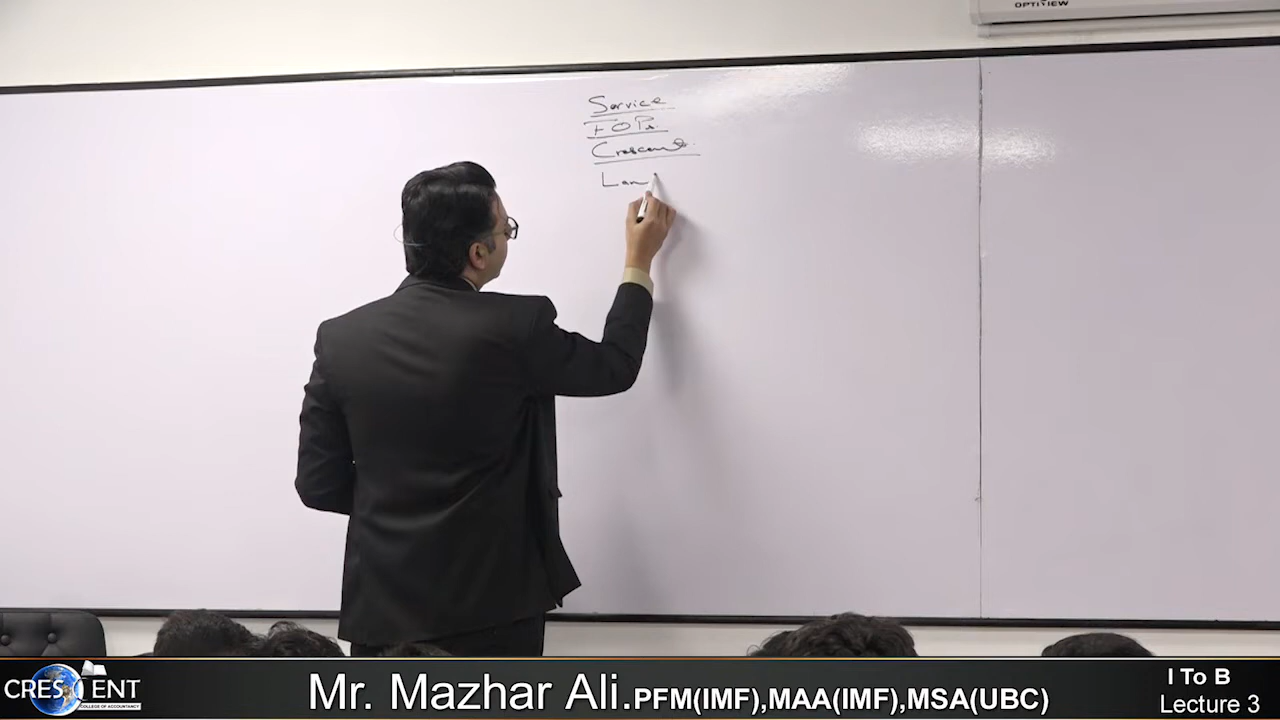 OPTIVIEW
Service
FOPs
Crescent
Lan
CRESCENT
COLLEGE OF ACCOUNTANCY
Mr. Mazhar Ali.PFM(IMF),MAA(IMF),MSA(UBC)
I To B
Lecture 3